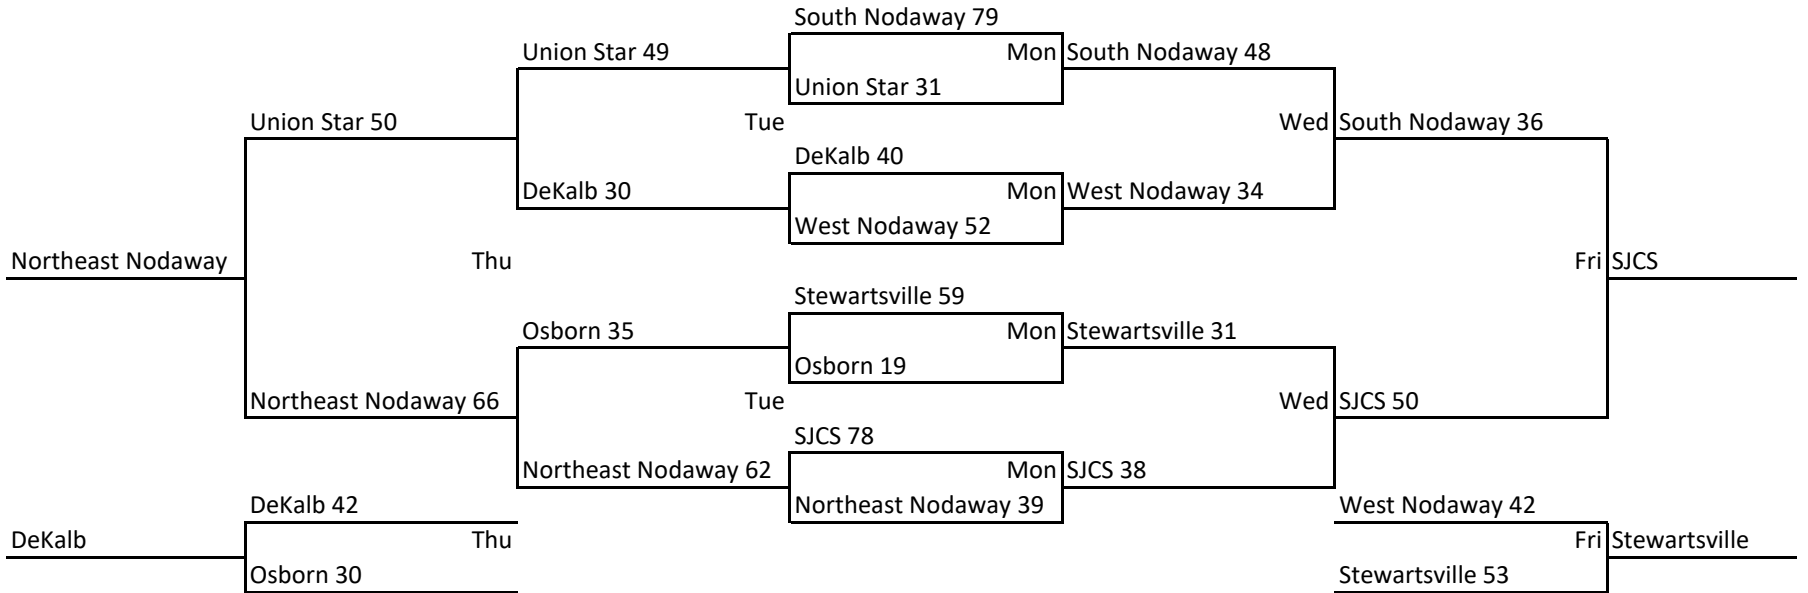 South Nodaway 79
Union Star 49
Mon South Nodaway 48
Union Star 31
Union Star 50
Tue
Wed South Nodaway 36
DeKalb 40
DeKalb 30
Mon West Nodaway 34
West Nodaway 52
Northeast Nodaway
Thu
Fri SJCS
Stewartsville 59
Osborn 35
Mon Stewartsville 31
Osborn 19
Northeast Nodaway 66
Tue
Wed SJCS 50
SJCS 78
Northeast Nodaway 62
Mon SJCS 38
DeKalb 42
Northeast Nodaway 39
West Nodaway 42
DeKalb
Thu
Fri Stewartsville
Osborn 30
Stewartsville 53